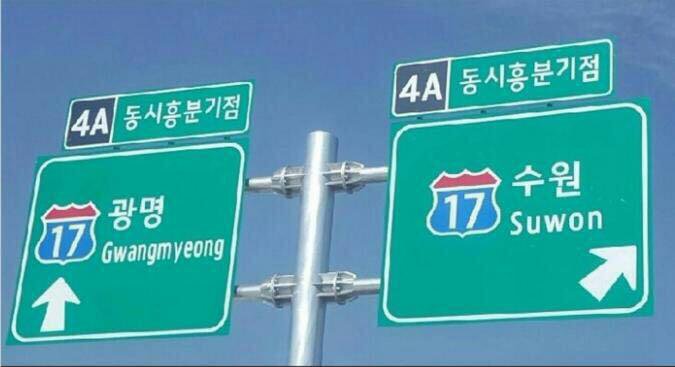 4A 동시흥분기점
17 광명
Gwangmyeong
4A 동시흥분기점
17 수원
Suwon